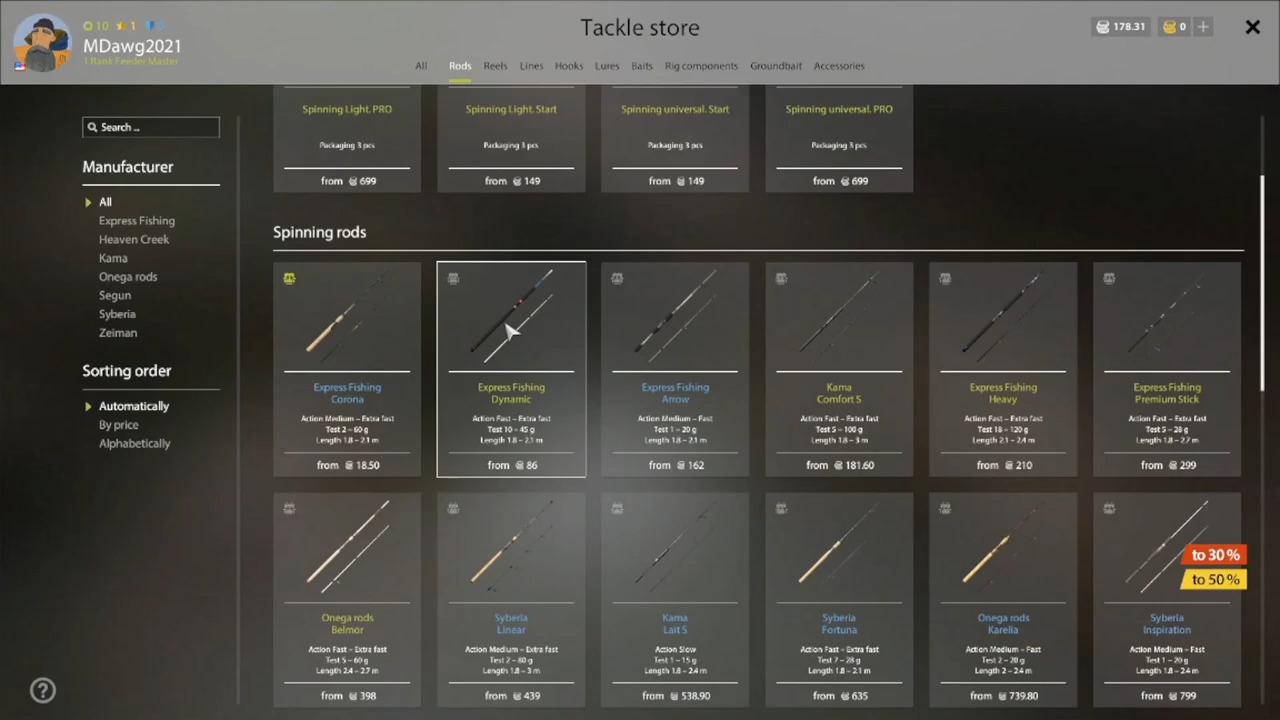 Tackle store
10 1
MDawg2021
1 Rank Feeder Master
178.31 0 +
All Rods Reels Lines Hooks Lures Baits Rig components Groundbait Accessories
Search ...
Manufacturer
All
Express Fishing
Heaven Creek
Kama
Onega rods
Segun
Syberia
Zeiman
Sorting order
Automatically
By price
Alphabetically
Spinning Light. PRO
Packaging 3 pcs
from 699
Spinning Light. Start
Packaging 3 pcs
from 149
Spinning universal. Start
Packaging 3 pcs
from 149
Spinning universal. PRO
Packaging 3 pcs
from 699
Spinning rods
Express Fishing
Corona
Action Medium – Extra fast
Test 2 – 60 g
Length 1.8 – 2.1 m
from 18.50
Express Fishing
Dynamic
Action Fast – Extra fast
Test 10 – 45 g
Length 1.8 – 2.1 m
from 86
Express Fishing
Arrow
Action Medium – Fast
Test 1 – 20 g
Length 1.8 – 2.1 m
from 162
Kama
Comfort S
Action Fast – Extra fast
Test 5 – 100 g
Length 1.8 – 3 m
from 181.60
Express Fishing
Heavy
Action Fast – Extra fast
Test 18 – 120 g
Length 2.1 – 2.4 m
from 210
Express Fishing
Premium Stick
Action Fast – Extra fast
Test 5 – 28 g
Length 1.8 – 2.7 m
from 299
Onega rods
Belmor
Action Fast – Extra fast
Test 5 – 60 g
Length 2.4 – 2.7 m
from 398
Syberia
Linear
Action Medium – Extra fast
Test 2 – 80 g
Length 1.8 – 3 m
from 439
Kama
Lait S
Action Slow
Test 1 – 15 g
Length 1.8 – 2.4 m
from 538.90
Syberia
Fortuna
Action Fast – Extra fast
Test 7 – 28 g
Length 1.8 – 2.1 m
from 635
Onega rods
Karelia
Action Medium – Fast
Test 2 – 20 g
Length 2 – 2.4 m
from 739.80
to 30 %
to 50 %
Syberia
Inspiration
Action Medium – Fast
Test 1 – 20 g
Length 1.8 – 2.4 m
from 799
?